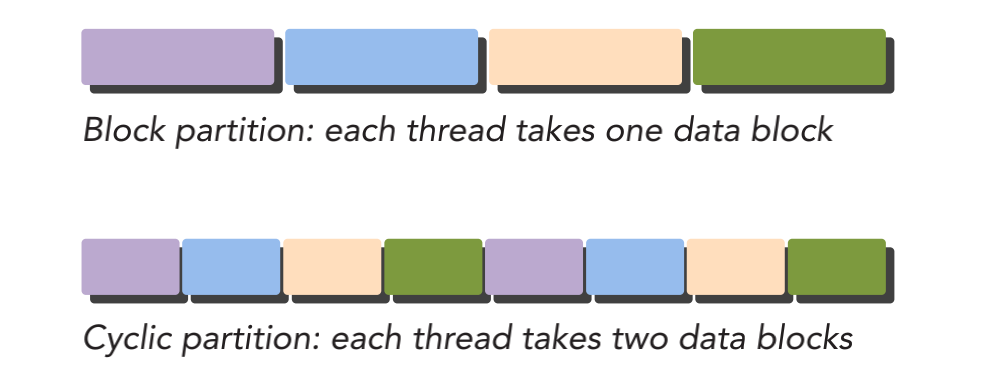 Block partition: each thread takes one data block
Cyclic partition: each thread takes two data blocks